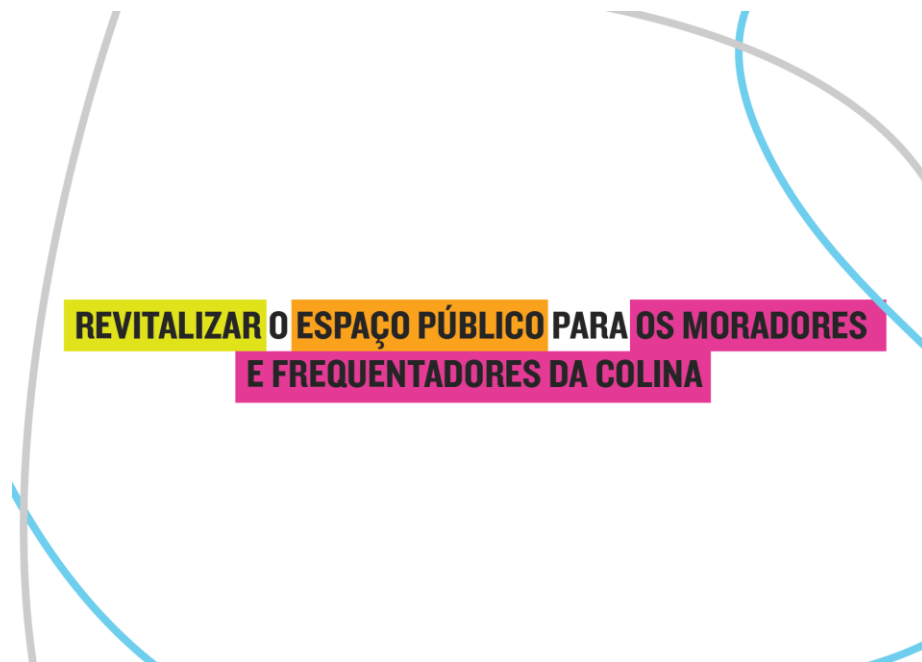 REVITALIZAR O ESPAÇO PÚBLICO PARA OS MORADORES
E FREQUENTADORES DA COLINA